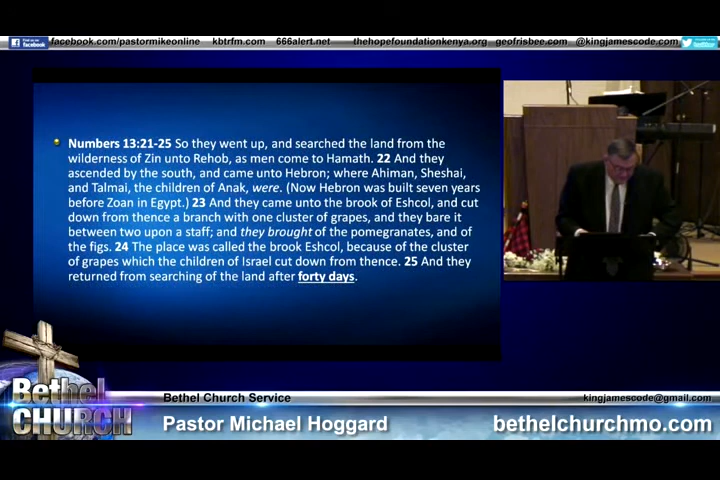 Find us on facebook facebook.com/pastormikeonline kbtrfm.com 666alert.net thehopefoundationkenya.org geofrisbee.com @kingjamescode.com
Numbers 13:21-25 So they went up, and searched the land from the
wilderness of Zin unto Rehob, as men come to Hamath. 22 And they
ascended by the south, and came unto Hebron; where Ahiman, Sheshai,
and Talmai, the children of Anak, were. (Now Hebron was built seven years
before Zoan in Egypt.) 23 And they came unto the brook of Eshcol, and cut
down from thence a branch with one cluster of grapes, and they bare it
between two upon a staff; and they brought of the pomegranates, and of
the figs. 24 The place was called the brook Eshcol, because of the cluster
of grapes which the children of Israel cut down from thence. 25 And they
returned from searching of the land after forty days.
Bethel
CHURCH
Bethel Church Service kingjamescode@gmail.com
Pastor Michael Hoggard bethelchurchmo.com